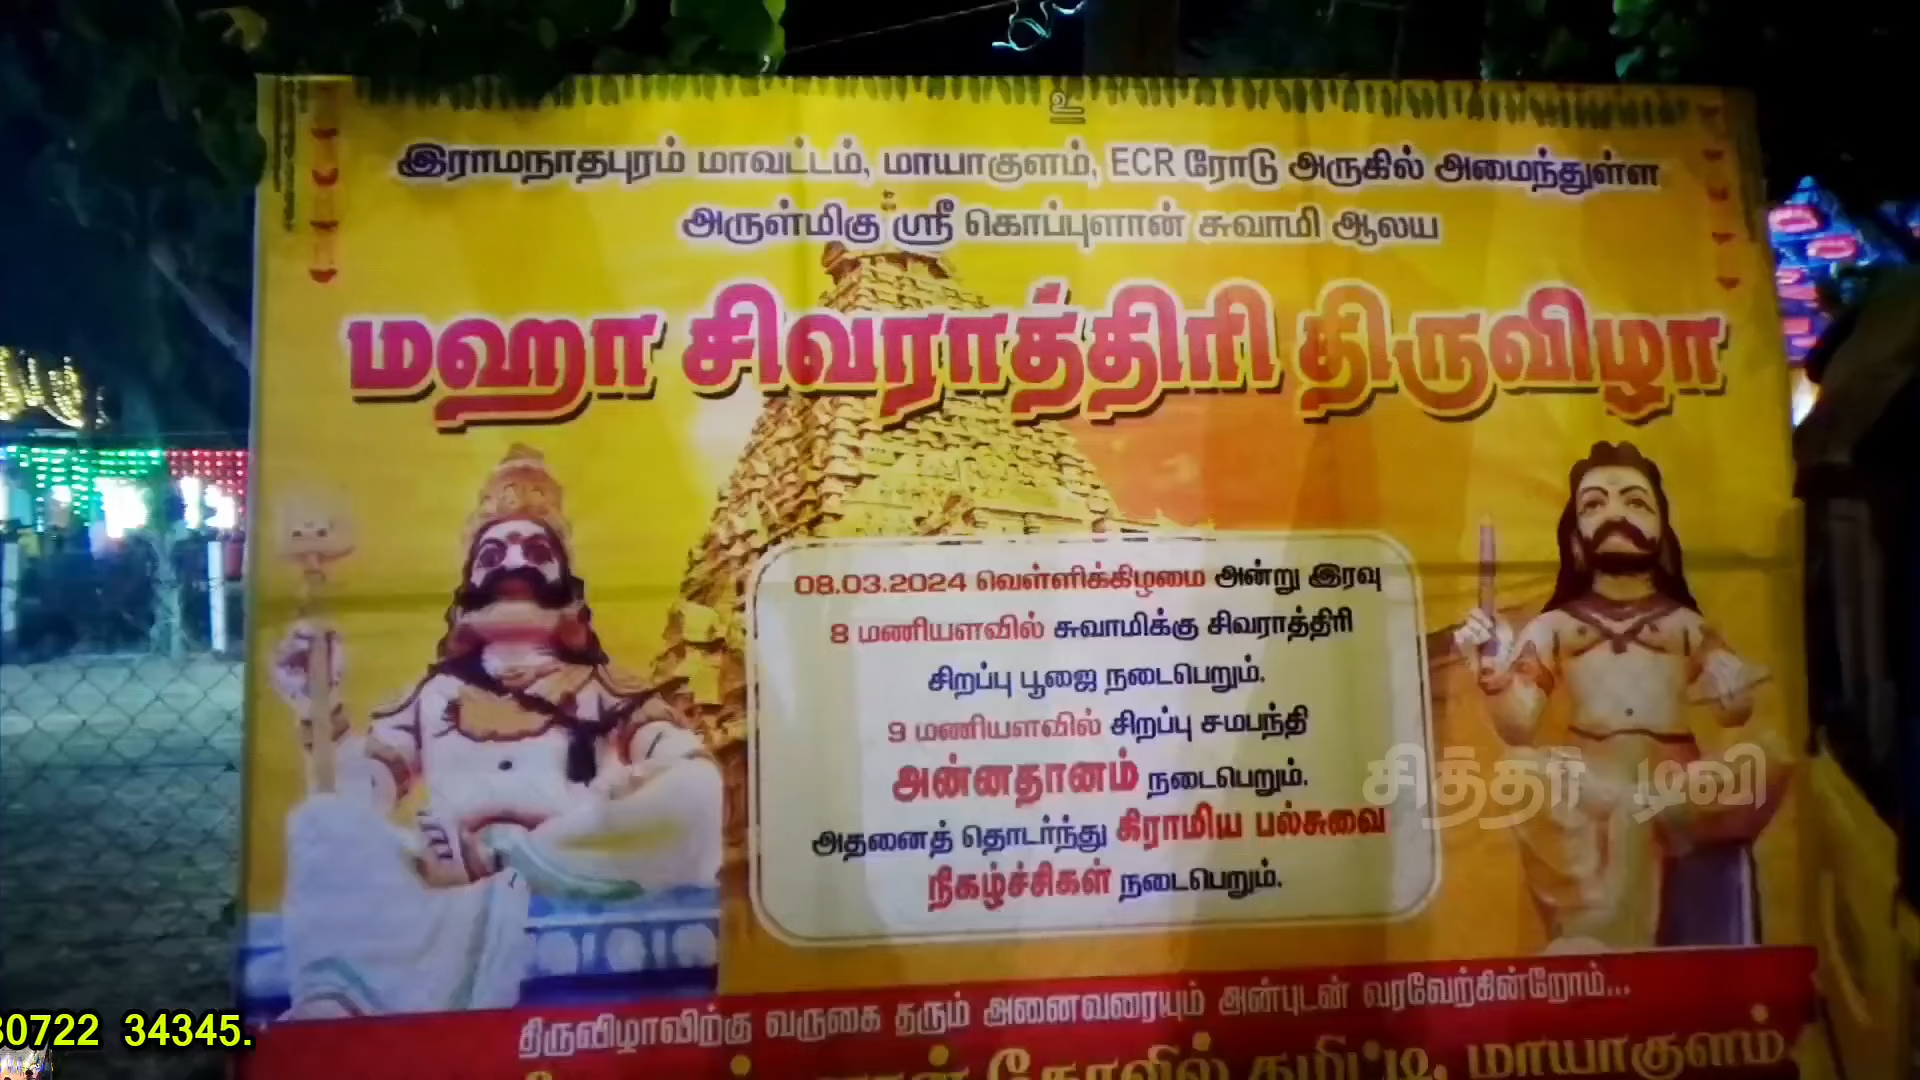 உ
இராமநாதபுரம் மாவட்டம், மாயாகுளம், ECR ரோடு அருகில் அமைந்துள்ள
அருள்மிகு ஸ்ரீ கொப்புளான் சுவாமி ஆலய
மஹா சிவராத்திரி திருவிழா
08.03.2024 வெள்ளிக்கிழமை அன்று இரவு
8 மணியளவில் சுவாமிக்கு சிவராத்திரி
சிறப்பு பூஜை நடைபெறும்.
9 மணியளவில் சிறப்பு சமபந்தி
அன்னதானம் நடைபெறும்.
அதனைத் தொடர்ந்து கிராமிய பல்சுவை
நிகழ்ச்சிகள் நடைபெறும்.
சித்தர் டிவி
திருவிழாவிற்கு வருகை தரும் அனைவரையும் அன்புடன் வரவேற்கின்றோம்...
கோவில் கமிட்டி, மாயாகுளம்
30722 34345.